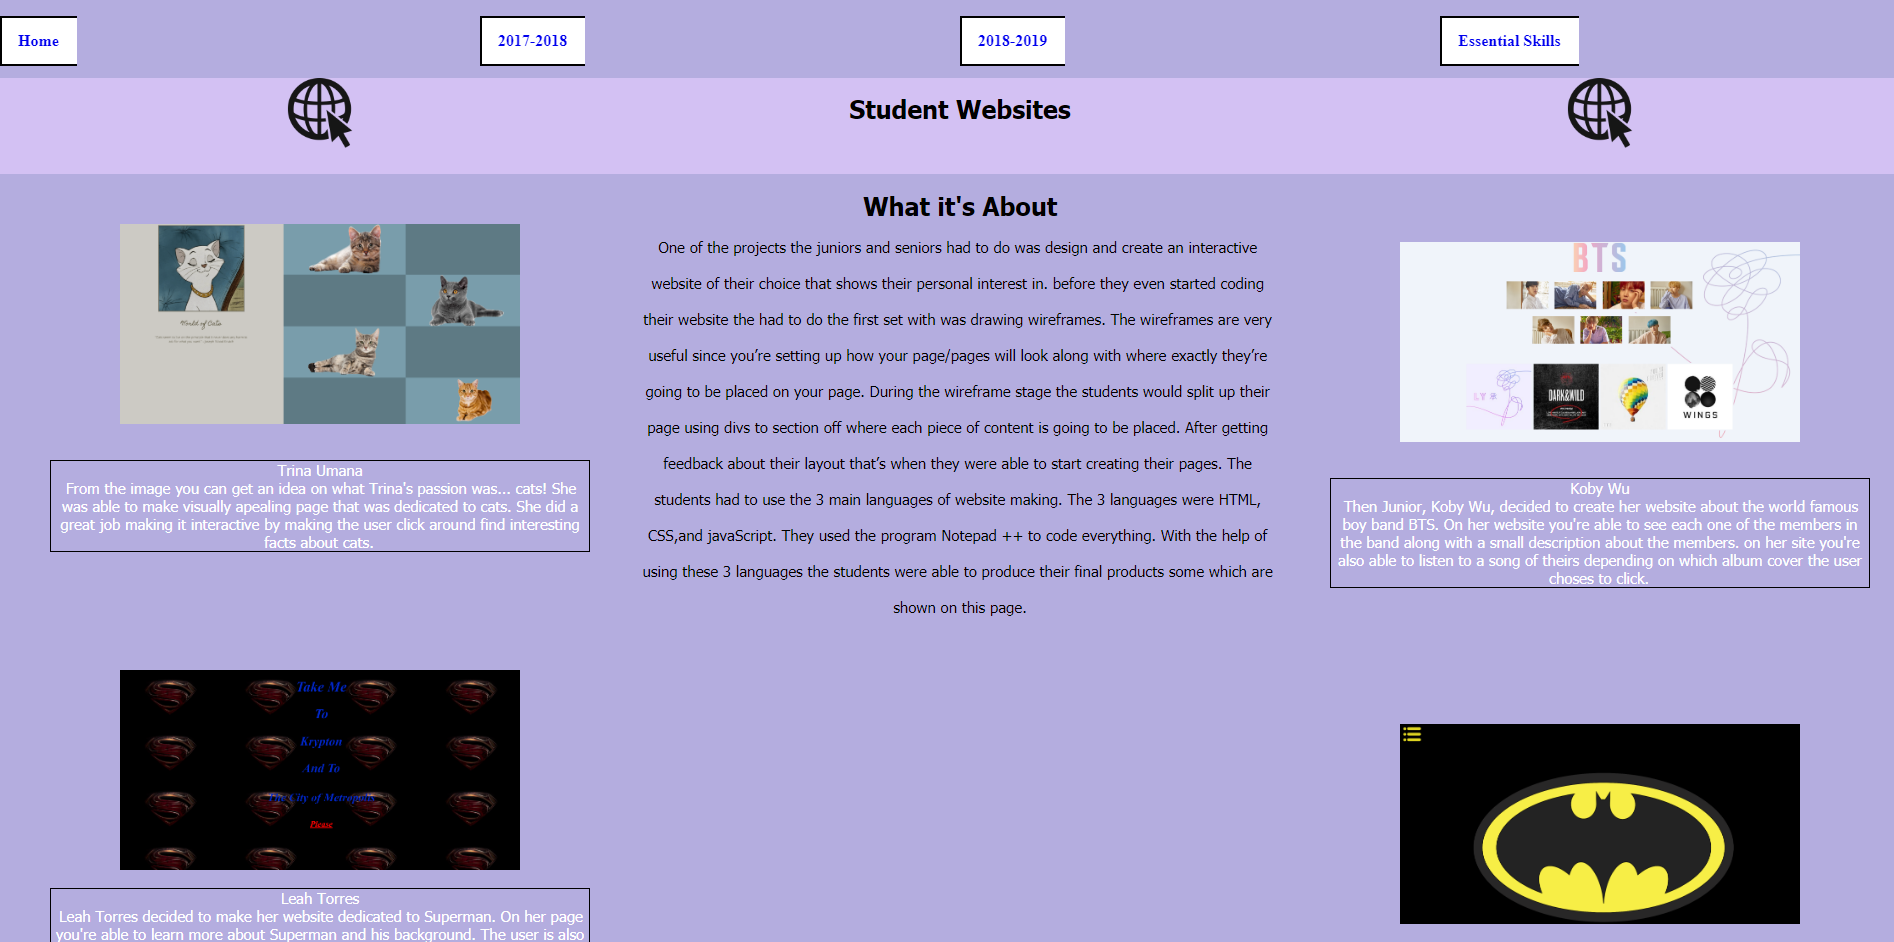 Home
2017-2018
2018-2019
Essential Skills
Student Websites
World of Cats
Trina Umana
From the image you can get an idea on what Trina's passion was... cats! She
was able to make visually apealing page that was dedicated to cats. She did a
great job making it interactive by making the user click around find interesting
facts about cats.
Take Me
To
Krypton
And To
The City of Metropolis
Please
Leah Torres
Leah Torres decided to make her website dedicated to Superman. On her page
you're able to learn more about Superman and his background. The user is also
What it's About
One of the projects the juniors and seniors had to do was design and create an interactive
website of their choice that shows their personal interest in. before they even started coding
their website the had to do the first set with was drawing wireframes. The wireframes are very
useful since you’re setting up how your page/pages will look along with where exactly they’re
going to be placed on your page. During the wireframe stage the students would split up their
page using divs to section off where each piece of content is going to be placed. After getting
feedback about their layout that’s when they were able to start creating their pages. The
students had to use the 3 main languages of website making. The 3 languages were HTML,
CSS,and javaScript. They used the program Notepad ++ to code everything. With the help of
using these 3 languages the students were able to produce their final products some which are
shown on this page.
BTS
DARK&WILD
WINGS
Koby Wu
Then Junior, Koby Wu, decided to create her website about the world famous
boy band BTS. On her website you're able to see each one of the members in
the band along with a small description about the members. on her site you're
also able to listen to a song of theirs depending on which album cover the user
choses to click.